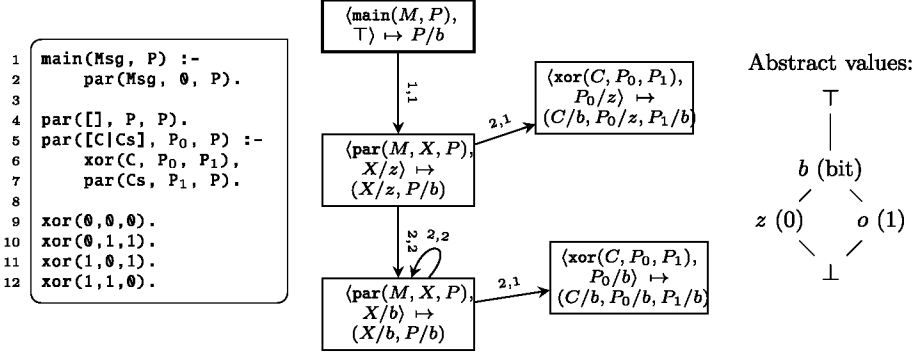 1 main(Msg, P) :-
2 par(Msg, 0, P).
3
4 par([], P, P).
5 par([C|Cs], P₀, P) :-
6 xor(C, P₀, P₁),
7 par(Cs, P₁, P).
8
9 xor(0,0,0).
10 xor(0,1,1).
11 xor(1,0,1).
12 xor(1,1,0).
⟨main(M, P),
⊤⟩ ↦ P/b
1,1
⟨par(M, X, P),
X/z⟩ ↦
(X/z, P/b)
2,1
⟨xor(C, P₀, P₁),
P₀/z⟩ ↦
(C/b, P₀/z, P₁/b)
2,2
2,2
⟨par(M, X, P),
X/b⟩ ↦
(X/b, P/b)
2,1
⟨xor(C, P₀, P₁),
P₀/b⟩ ↦
(C/b, P₀/b, P₁/b)
Abstract values:
⊤
b (bit)
z (0) o (1)
⊥